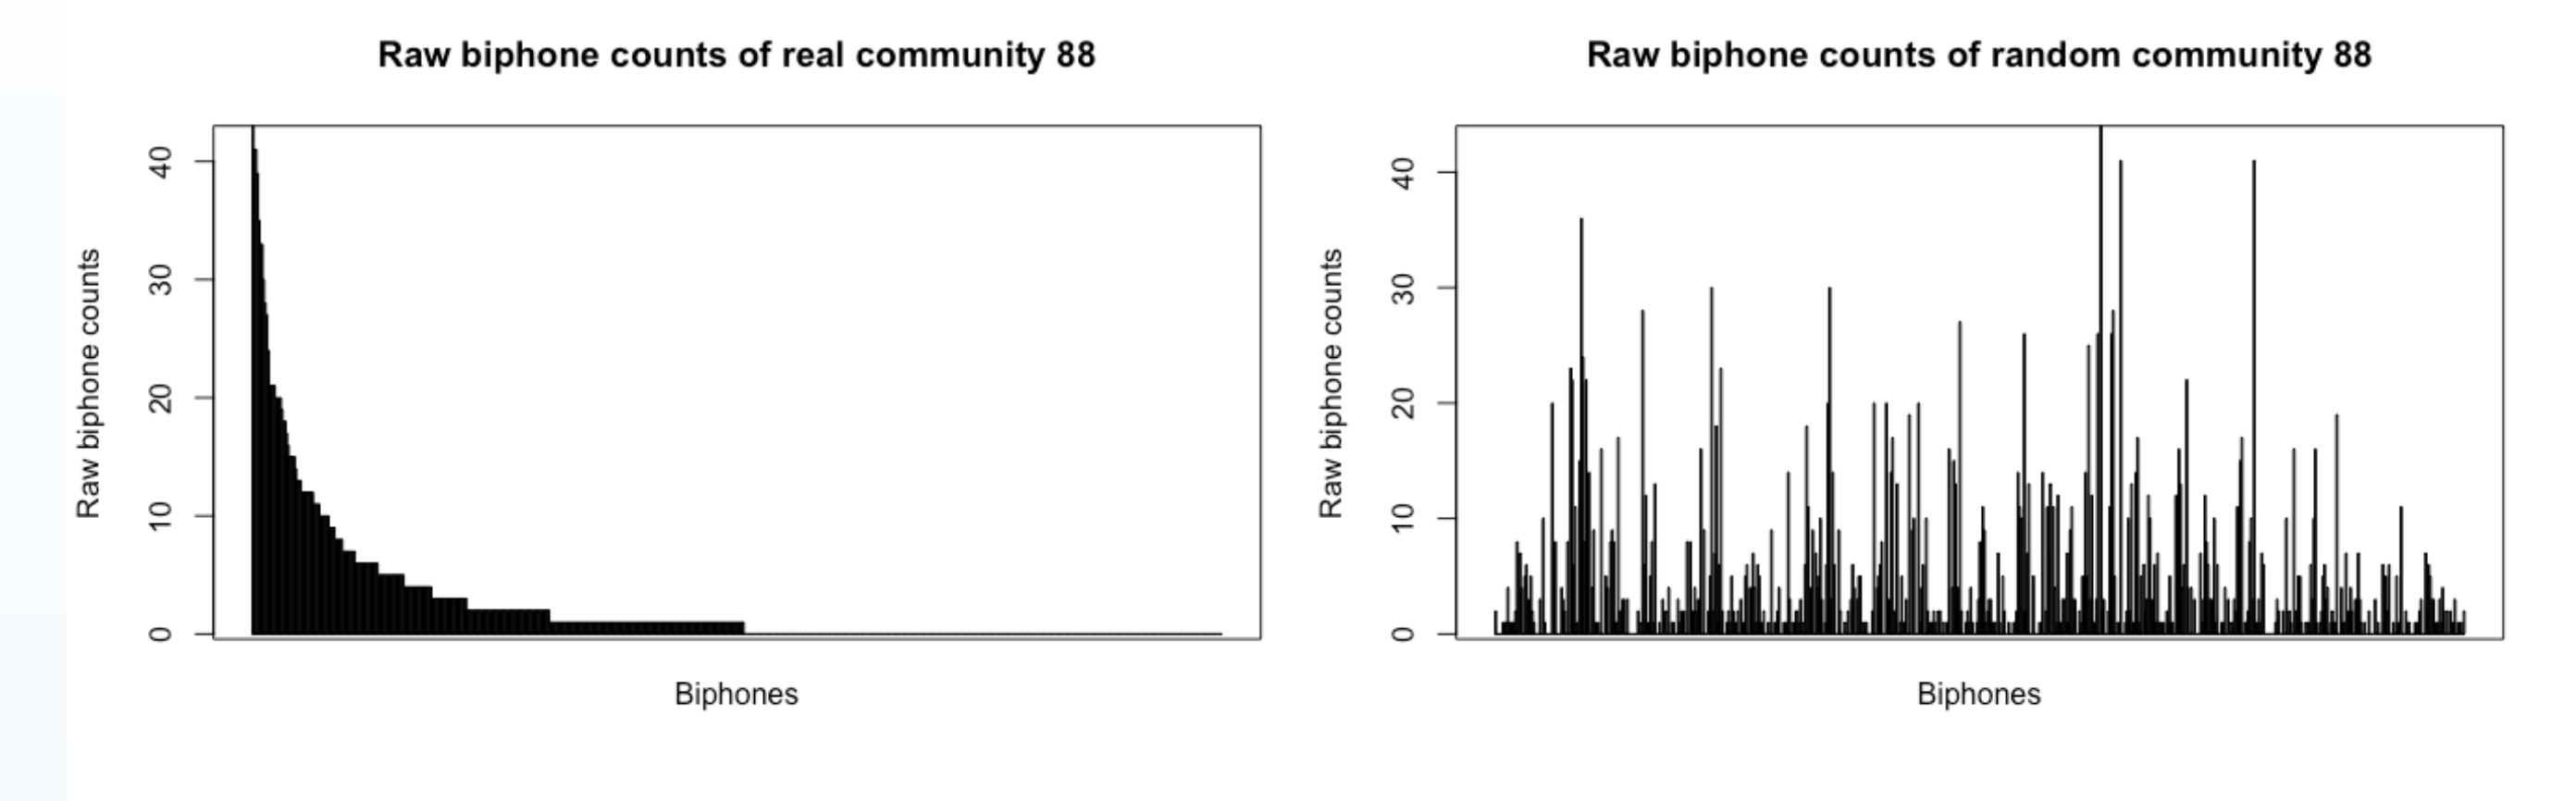 Raw biphone counts of real community 88
Raw biphone counts
40
30
20
10
0
Biphones
Raw biphone counts of random community 88
Raw biphone counts
40
30
20
10
0
Biphones